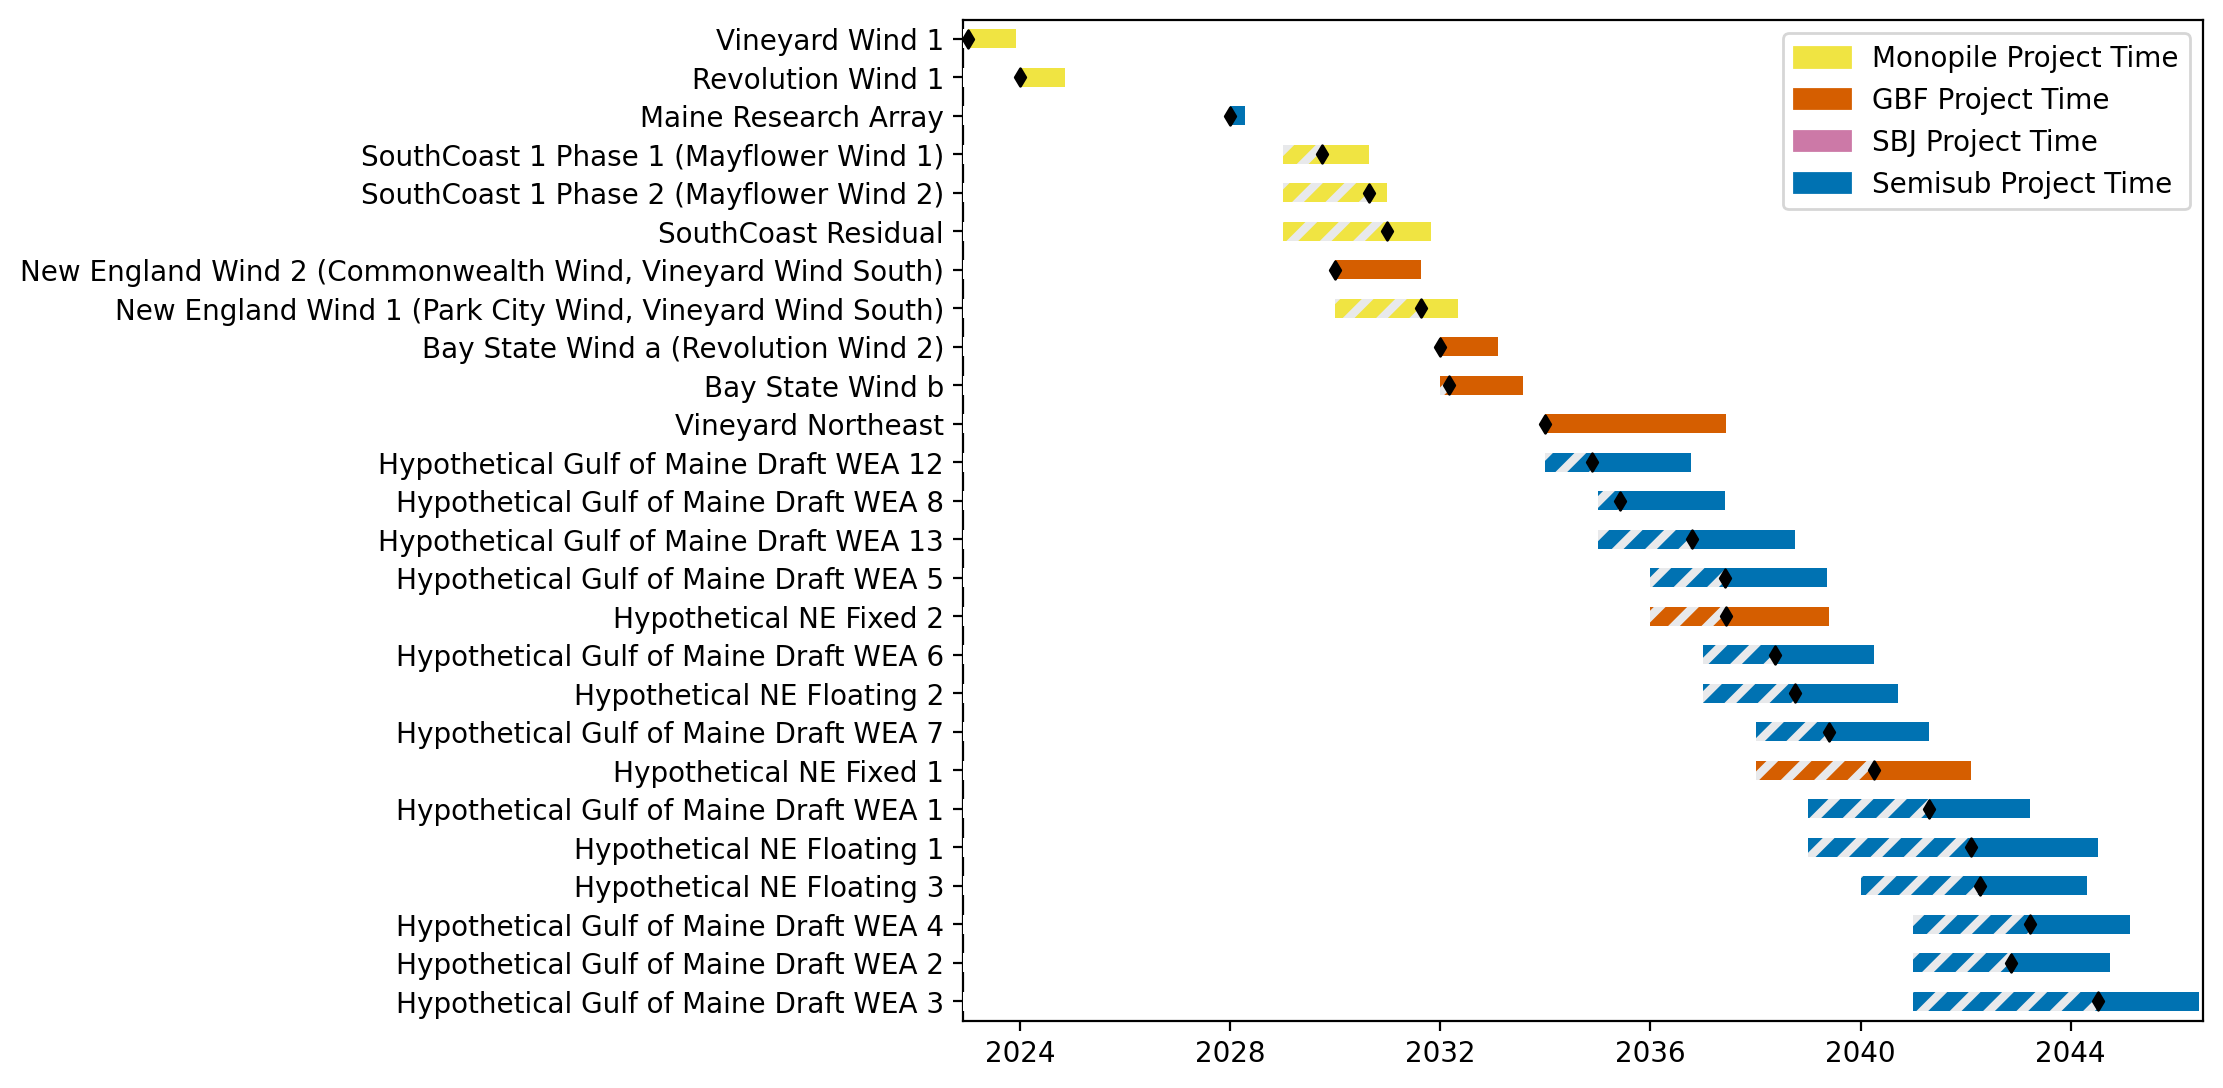 Vineyard Wind 1
Revolution Wind 1
Maine Research Array
SouthCoast 1 Phase 1 (Mayflower Wind 1)
SouthCoast 1 Phase 2 (Mayflower Wind 2)
SouthCoast Residual
New England Wind 2 (Commonwealth Wind, Vineyard Wind South)
New England Wind 1 (Park City Wind, Vineyard Wind South)
Bay State Wind a (Revolution Wind 2)
Bay State Wind b
Vineyard Northeast
Hypothetical Gulf of Maine Draft WEA 12
Hypothetical Gulf of Maine Draft WEA 8
Hypothetical Gulf of Maine Draft WEA 13
Hypothetical Gulf of Maine Draft WEA 5
Hypothetical NE Fixed 2
Hypothetical Gulf of Maine Draft WEA 6
Hypothetical NE Floating 2
Hypothetical Gulf of Maine Draft WEA 7
Hypothetical NE Fixed 1
Hypothetical Gulf of Maine Draft WEA 1
Hypothetical NE Floating 1
Hypothetical NE Floating 3
Hypothetical Gulf of Maine Draft WEA 4
Hypothetical Gulf of Maine Draft WEA 2
Hypothetical Gulf of Maine Draft WEA 3
Monopile Project Time
GBF Project Time
SBJ Project Time
Semisub Project Time
2024 2028 2032 2036 2040 2044